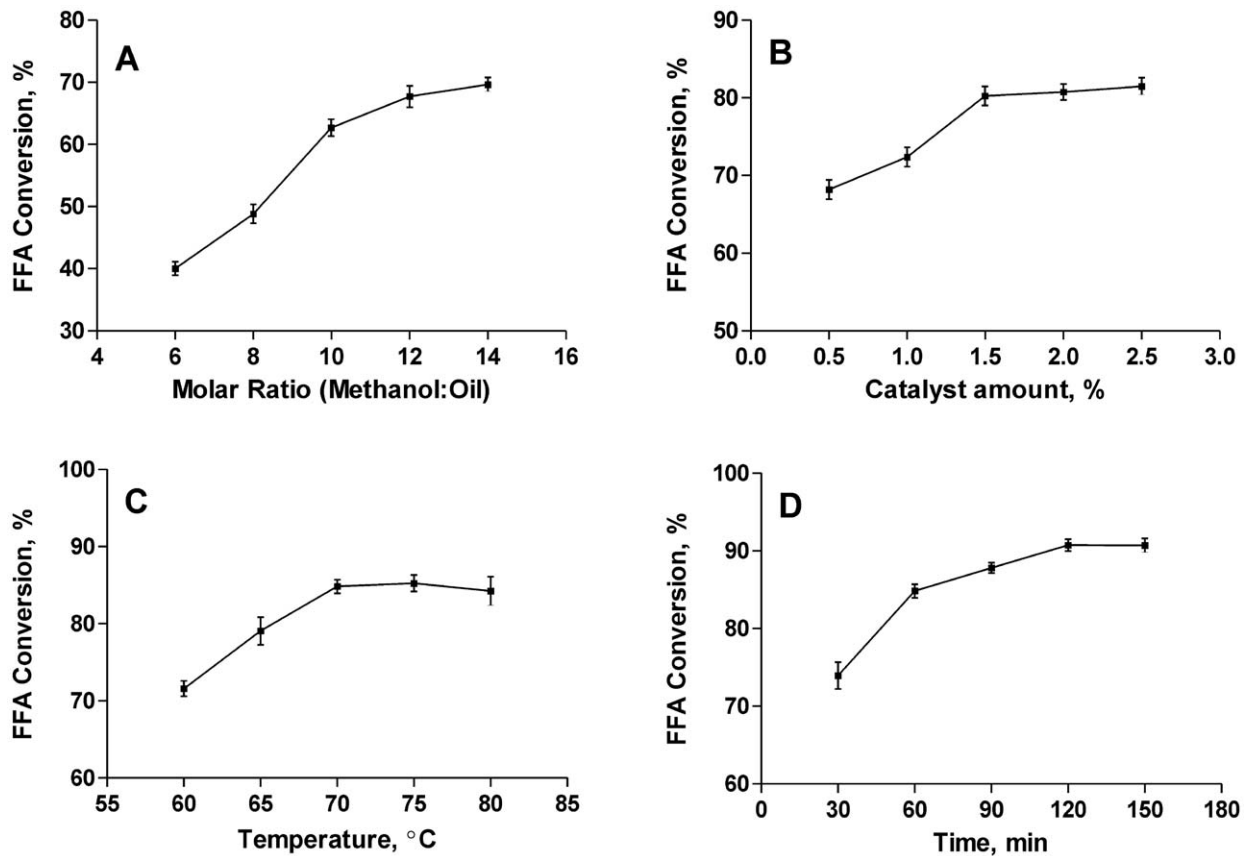 A
FFA Conversion, %
80
70
60
50
40
30
4 6 8 10 12 14 16
Molar Ratio (Methanol:Oil)
B
FFA Conversion, %
90
80
70
60
50
0.0 0.5 1.0 1.5 2.0 2.5 3.0
Catalyst amount, %
C
FFA Conversion, %
100
90
80
70
60
55 60 65 70 75 80 85
Temperature, °C
D
FFA Conversion, %
100
90
80
70
60
0 30 60 90 120 150 180
Time, min